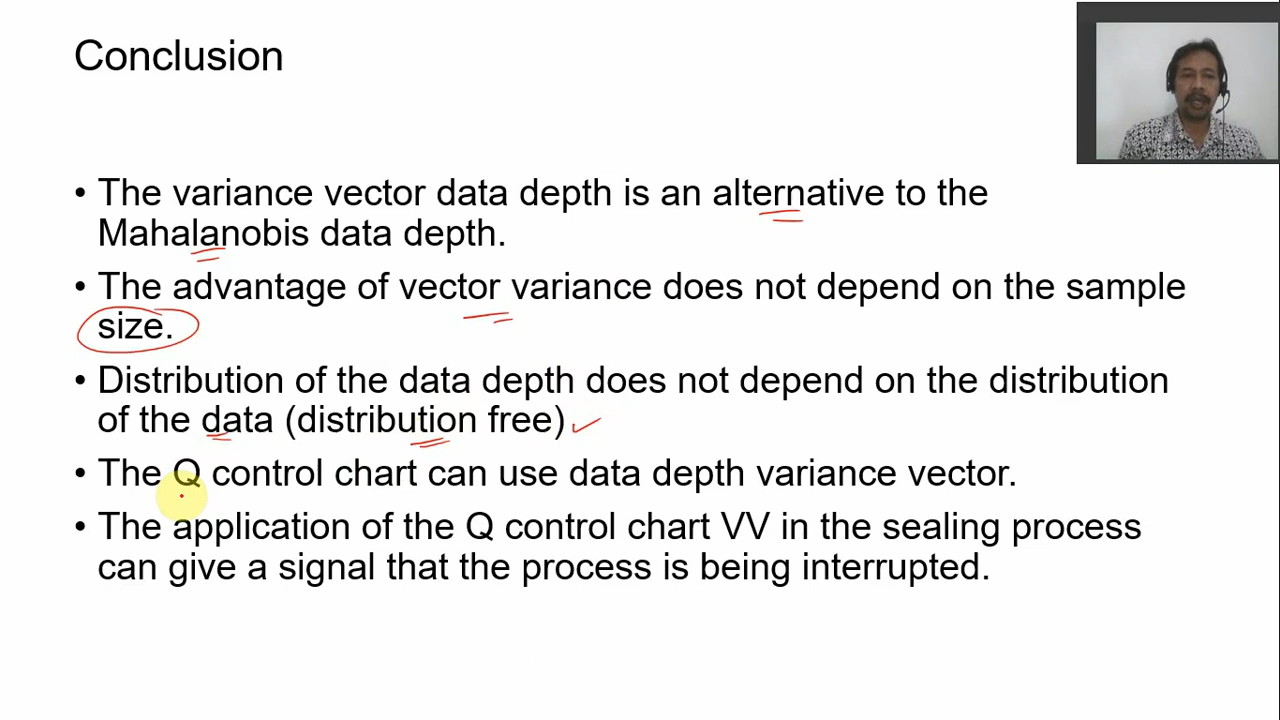 Conclusion
• The variance vector data depth is an alternative to the
Mahalanobis data depth.
• The advantage of vector variance does not depend on the sample
size.
• Distribution of the data depth does not depend on the distribution
of the data (distribution free)
• The Q control chart can use data depth variance vector.
• The application of the Q control chart VV in the sealing process
can give a signal that the process is being interrupted.